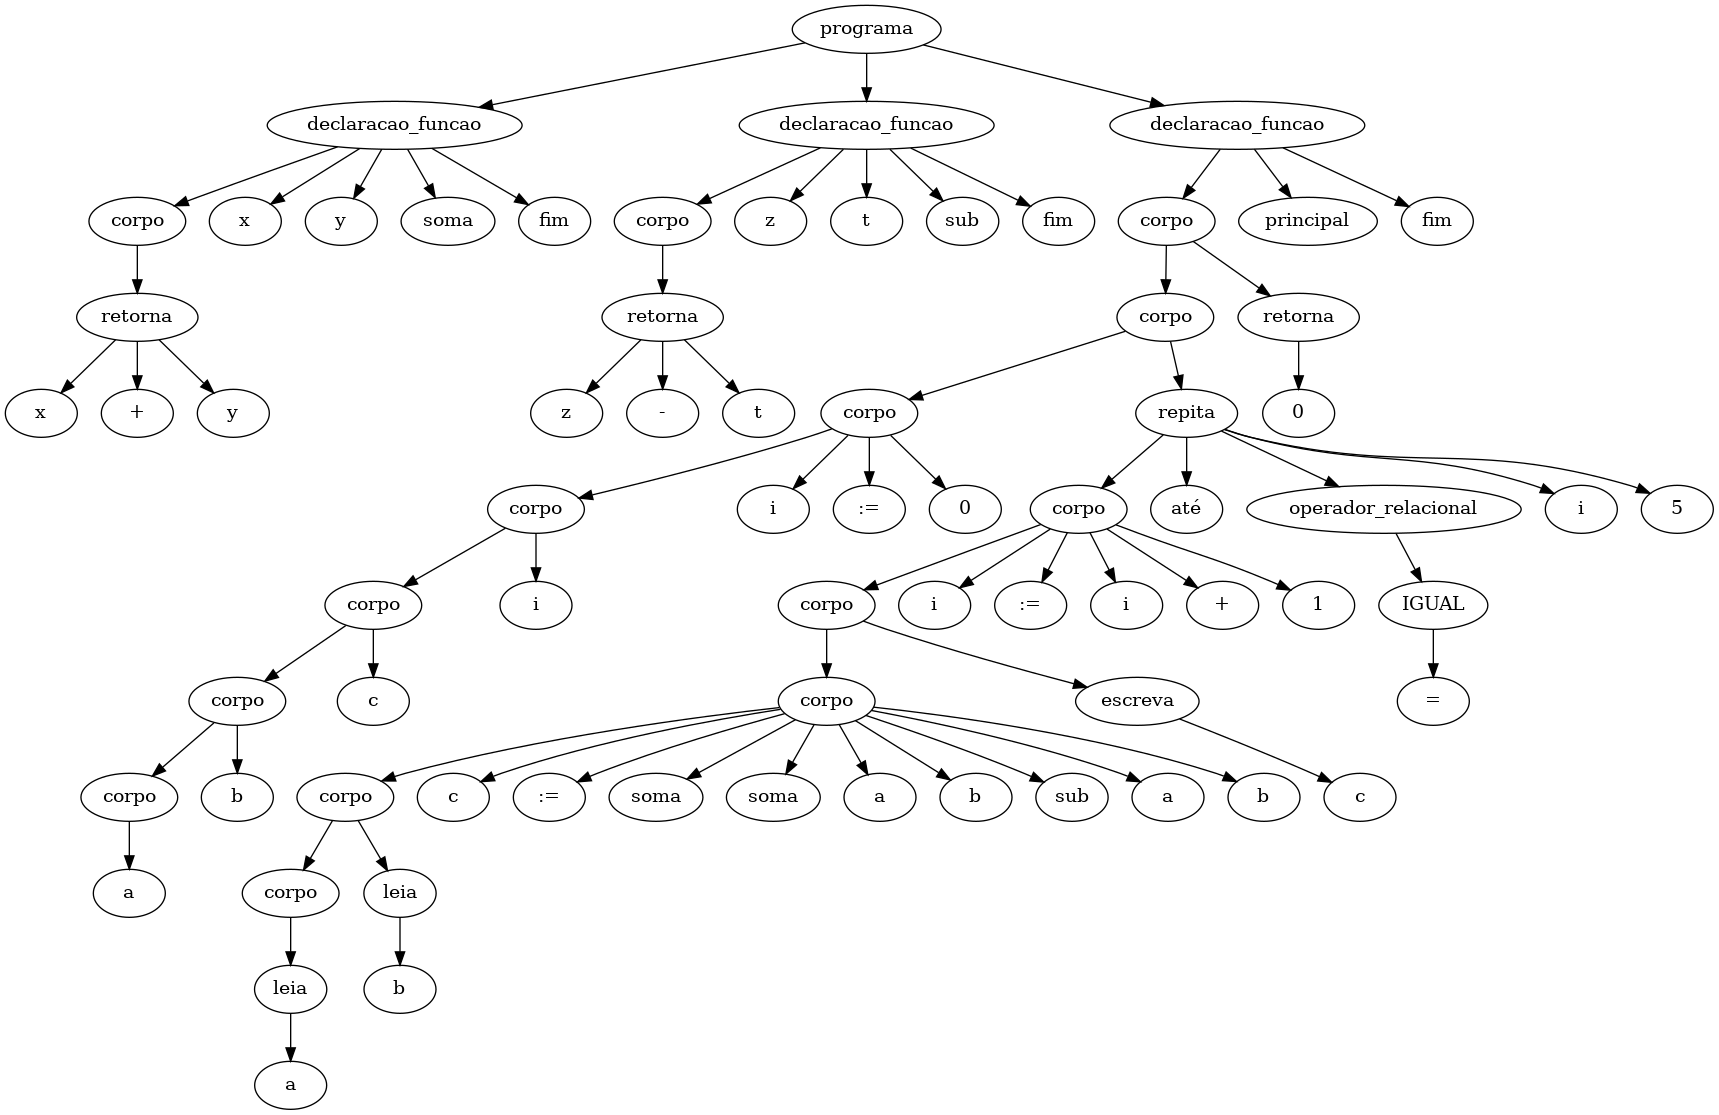 programa
declaracao_funcao declaracao_funcao declaracao_funcao
corpo x y soma fim corpo z t sub fim corpo principal fim
retorna retorna corpo retorna
x + y z - t corpo repita 0
corpo i := 0 corpo até operador_relacional i 5
corpo i corpo i := i + 1 IGUAL
corpo c corpo escreva =
corpo b corpo c := soma soma a b sub a b c
a corpo leia
leia b
a